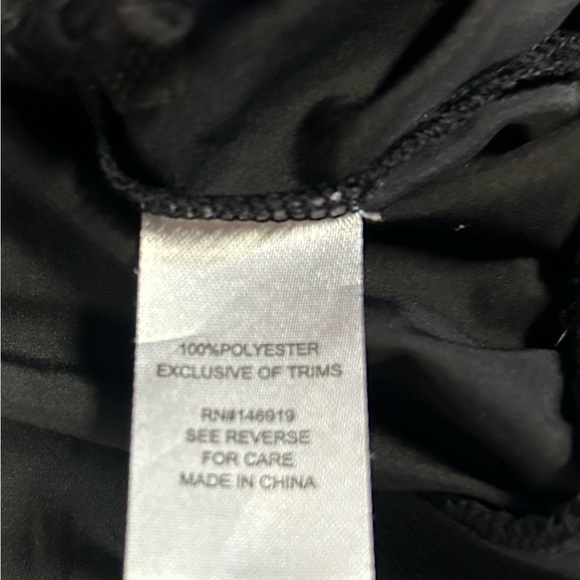 100%POLYESTER
EXCLUSIVE OF TRIMS
RN#146919
SEE REVERSE
FOR CARE
MADE IN CHINA